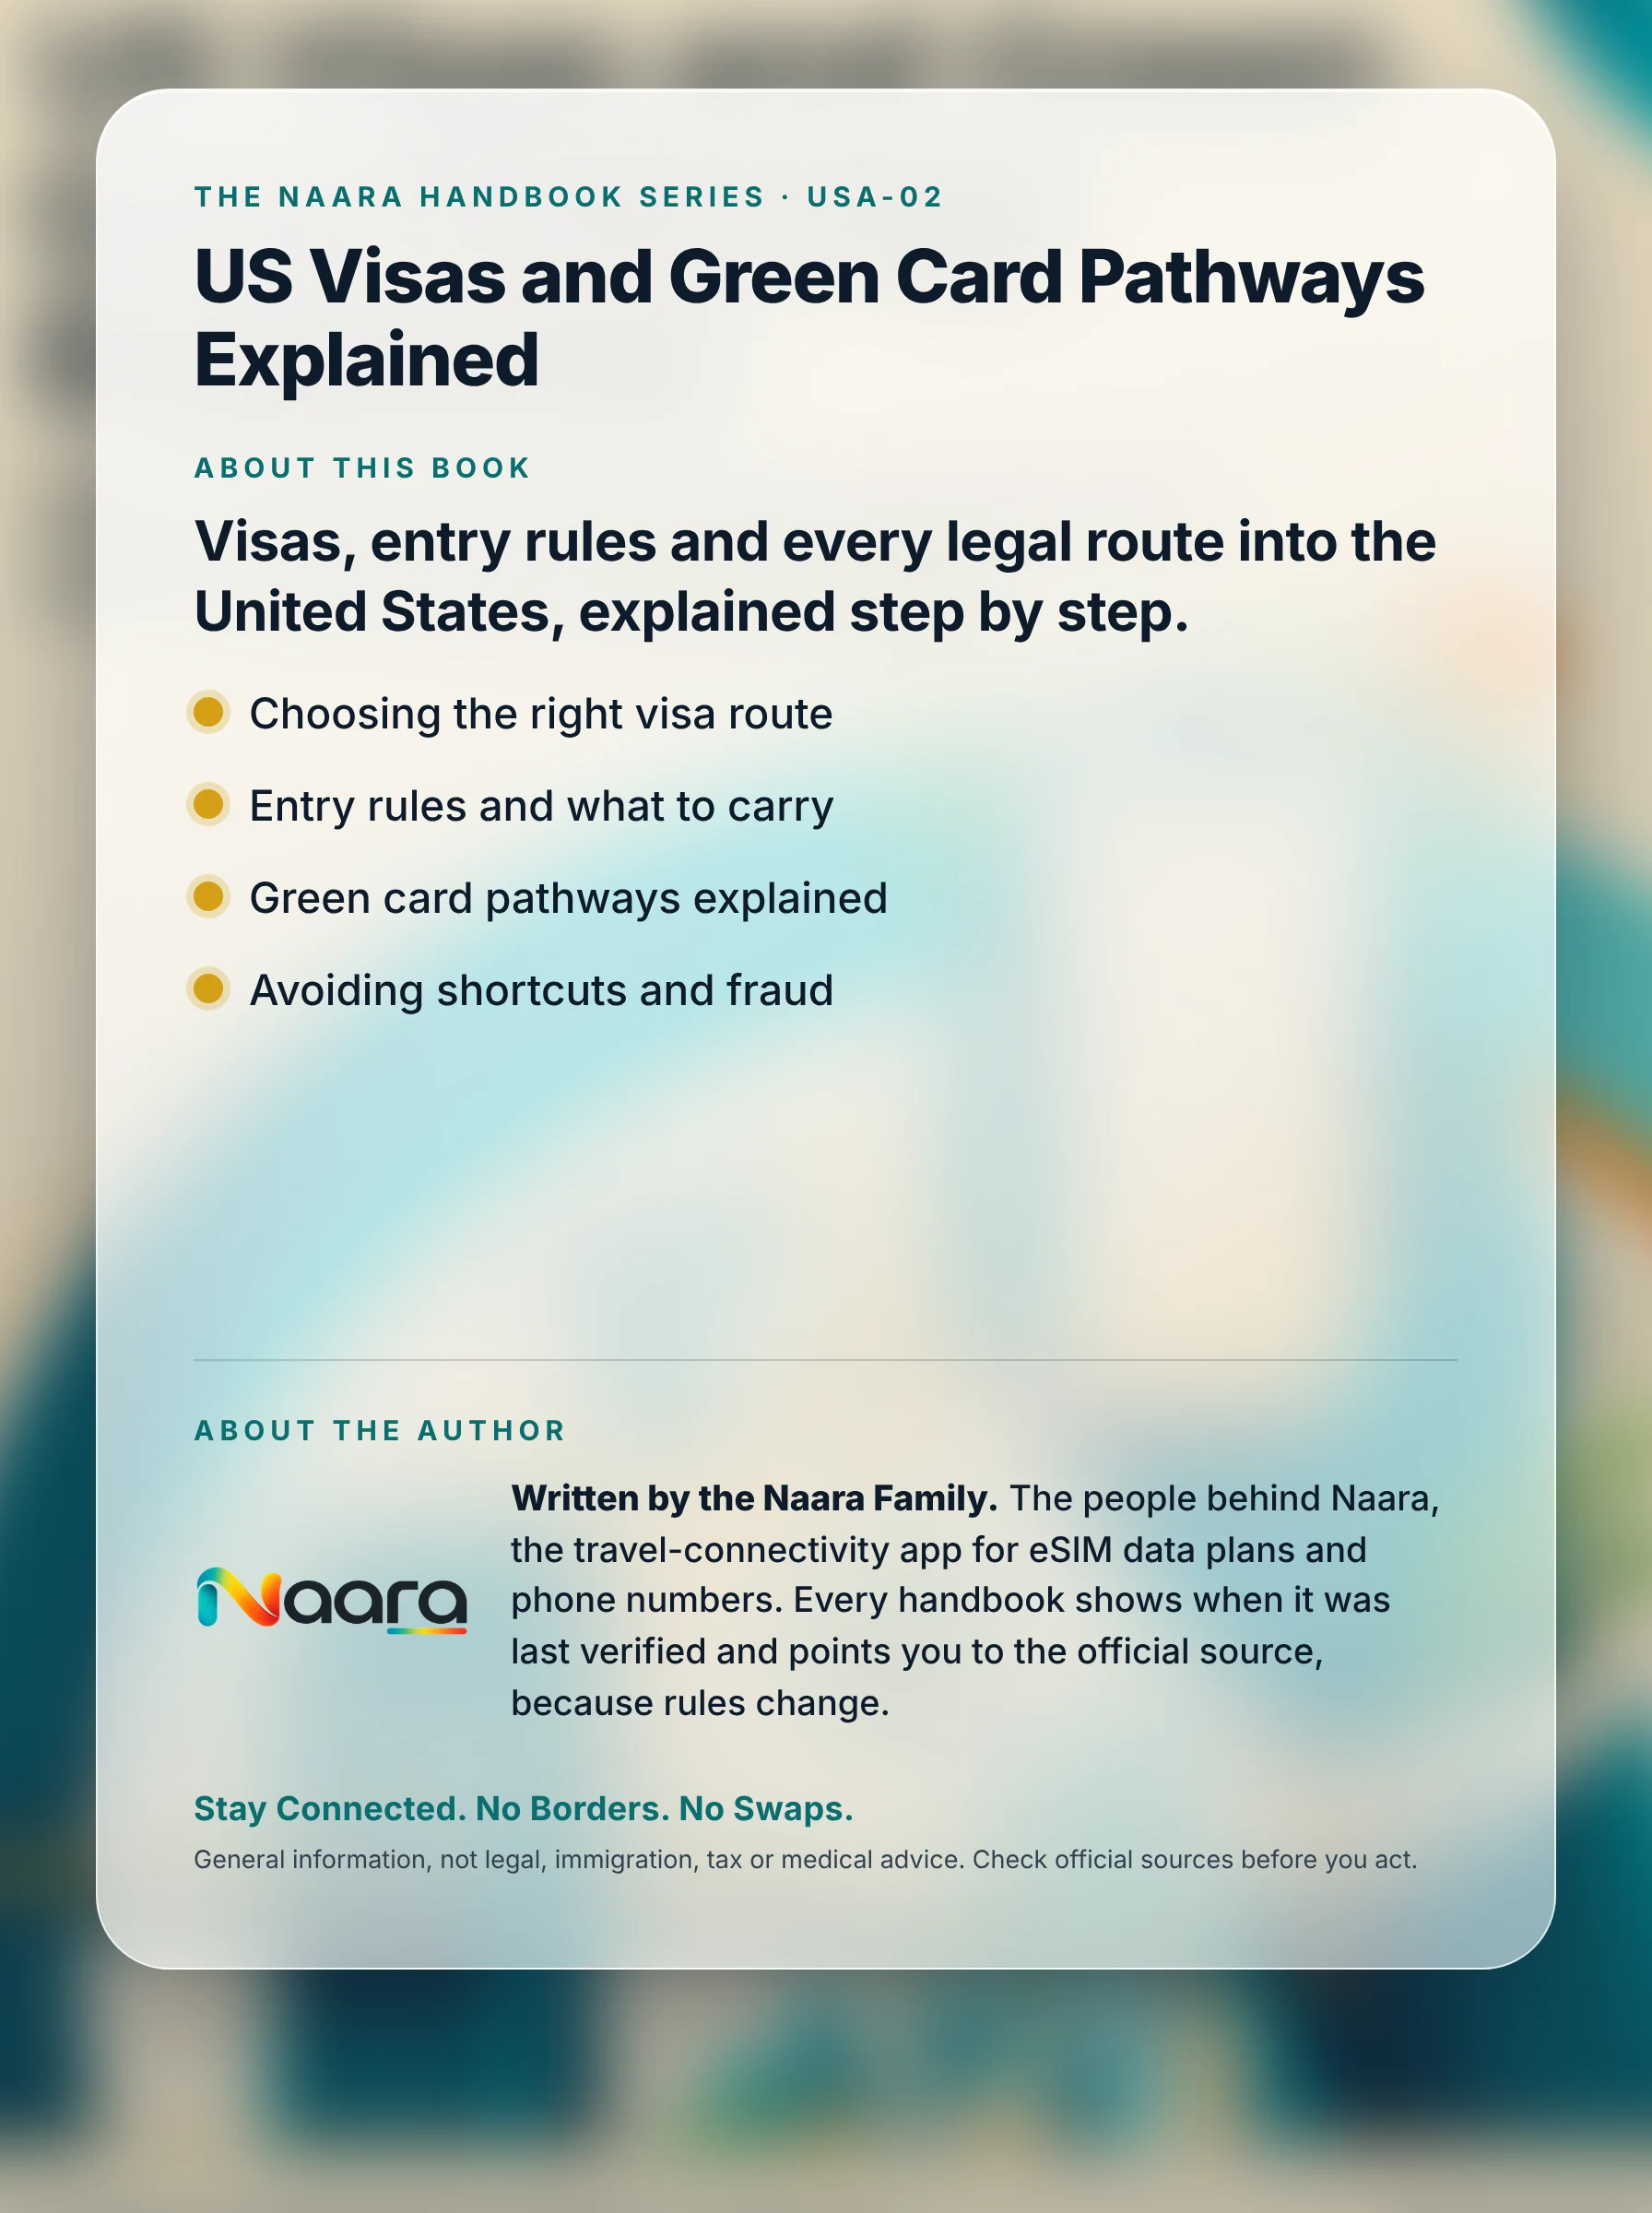 THE NAARA HANDBOOK SERIES · USA-02
US Visas and Green Card Pathways
Explained
ABOUT THIS BOOK
Visas, entry rules and every legal route into the
United States, explained step by step.
Choosing the right visa route
Entry rules and what to carry
Green card pathways explained
Avoiding shortcuts and fraud
ABOUT THE AUTHOR
Naara
Written by the Naara Family. The people behind Naara,
the travel-connectivity app for eSIM data plans and
phone numbers. Every handbook shows when it was
last verified and points you to the official source,
because rules change.
Stay Connected. No Borders. No Swaps.
General information, not legal, immigration, tax or medical advice. Check official sources before you act.